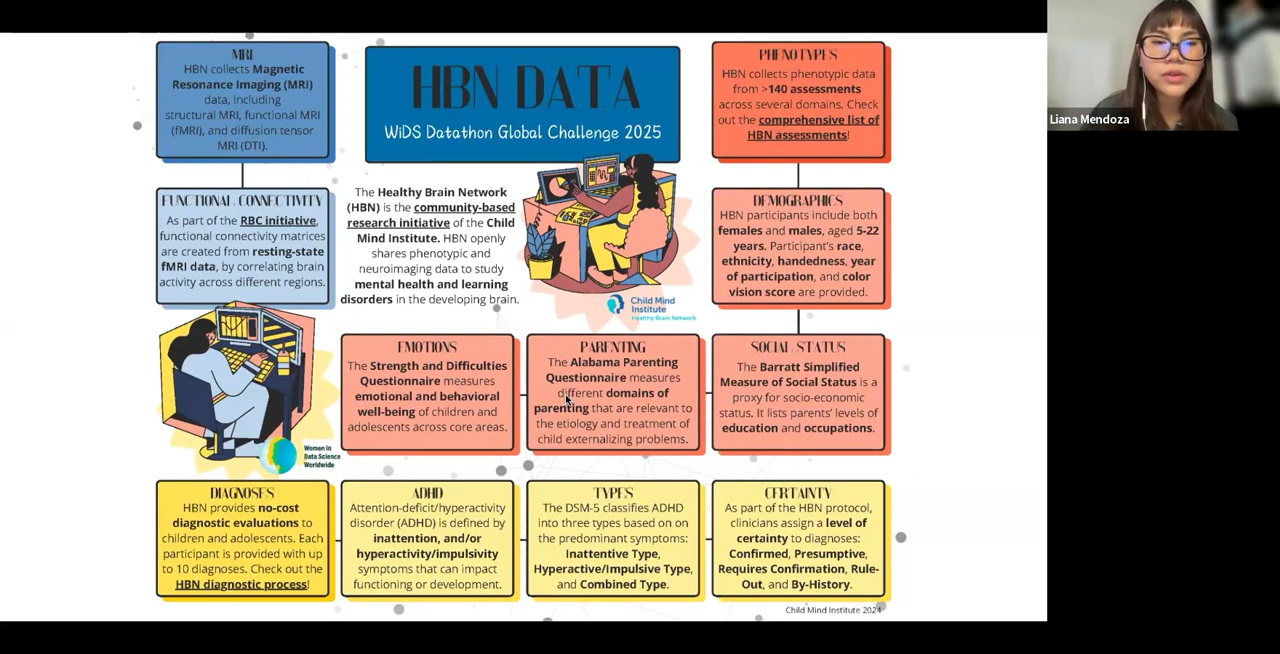 MRI
HBN collects Magnetic
Resonance Imaging (MRI)
data, including
structural MRI, functional MRI
(fMRI), and diffusion tensor
MRI (DTI).
HBN DATA
WiDS Datathon Global Challenge 2025
PHENOTYPES
HBN collects phenotypic data
from >140 assessments
across several domains. Check
out the comprehensive list of
HBN assessments!
Liana Mendoza
FUNCTIONAL CONNECTIVITY
As part of the RBC initiative,
functional connectivity matrices
are created from resting-state
fMRI data, by correlating brain
activity across different regions.
The Healthy Brain Network
(HBN) is the community-based
research initiative of the Child
Mind Institute. HBN openly
shares phenotypic and
neuroimaging data to study
mental health and learning
disorders in the developing brain.
Child Mind
Institute
Healthy Brain Network
DEMOGRAPHICS
HBN participants include both
females and males, aged 5-22
years. Participant's race,
ethnicity, handedness, year
of participation, and color
vision score are provided.
Women in
Data Science
Worldwide
EMOTIONS
The Strength and Difficulties
Questionnaire measures
emotional and behavioral
well-being of children and
adolescents across core areas.
PARENTING
The Alabama Parenting
Questionnaire measures
different domains of
parenting that are relevant to
the etiology and treatment of
child externalizing problems.
SOCIAL STATUS
The Barratt Simplified
Measure of Social Status is a
proxy for socio-economic
status. It lists parents' levels of
education and occupations.
DIAGNOSES
HBN provides no-cost
diagnostic evaluations to
children and adolescents. Each
participant is provided with up
to 10 diagnoses. Check out the
HBN diagnostic process!
ADHD
Attention-deficit/hyperactivity
disorder (ADHD) is defined by
inattention, and/or
hyperactivity/impulsivity
symptoms that can impact
functioning or development.
TYPES
The DSM-5 classifies ADHD
into three types based on on
the predominant symptoms:
Inattentive Type,
Hyperactive/Impulsive Type,
and Combined Type.
CERTAINTY
As part of the HBN protocol,
clinicians assign a level of
certainty to diagnoses:
Confirmed, Presumptive,
Requires Confirmation, Rule-
Out, and By-History.
Child Mind Institute 2024